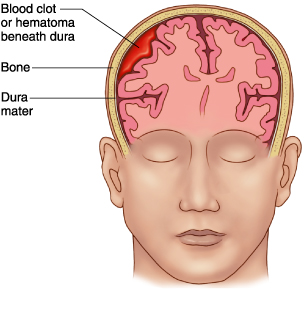 Blood clot
or hematoma
beneath dura
Bone
Dura
mater